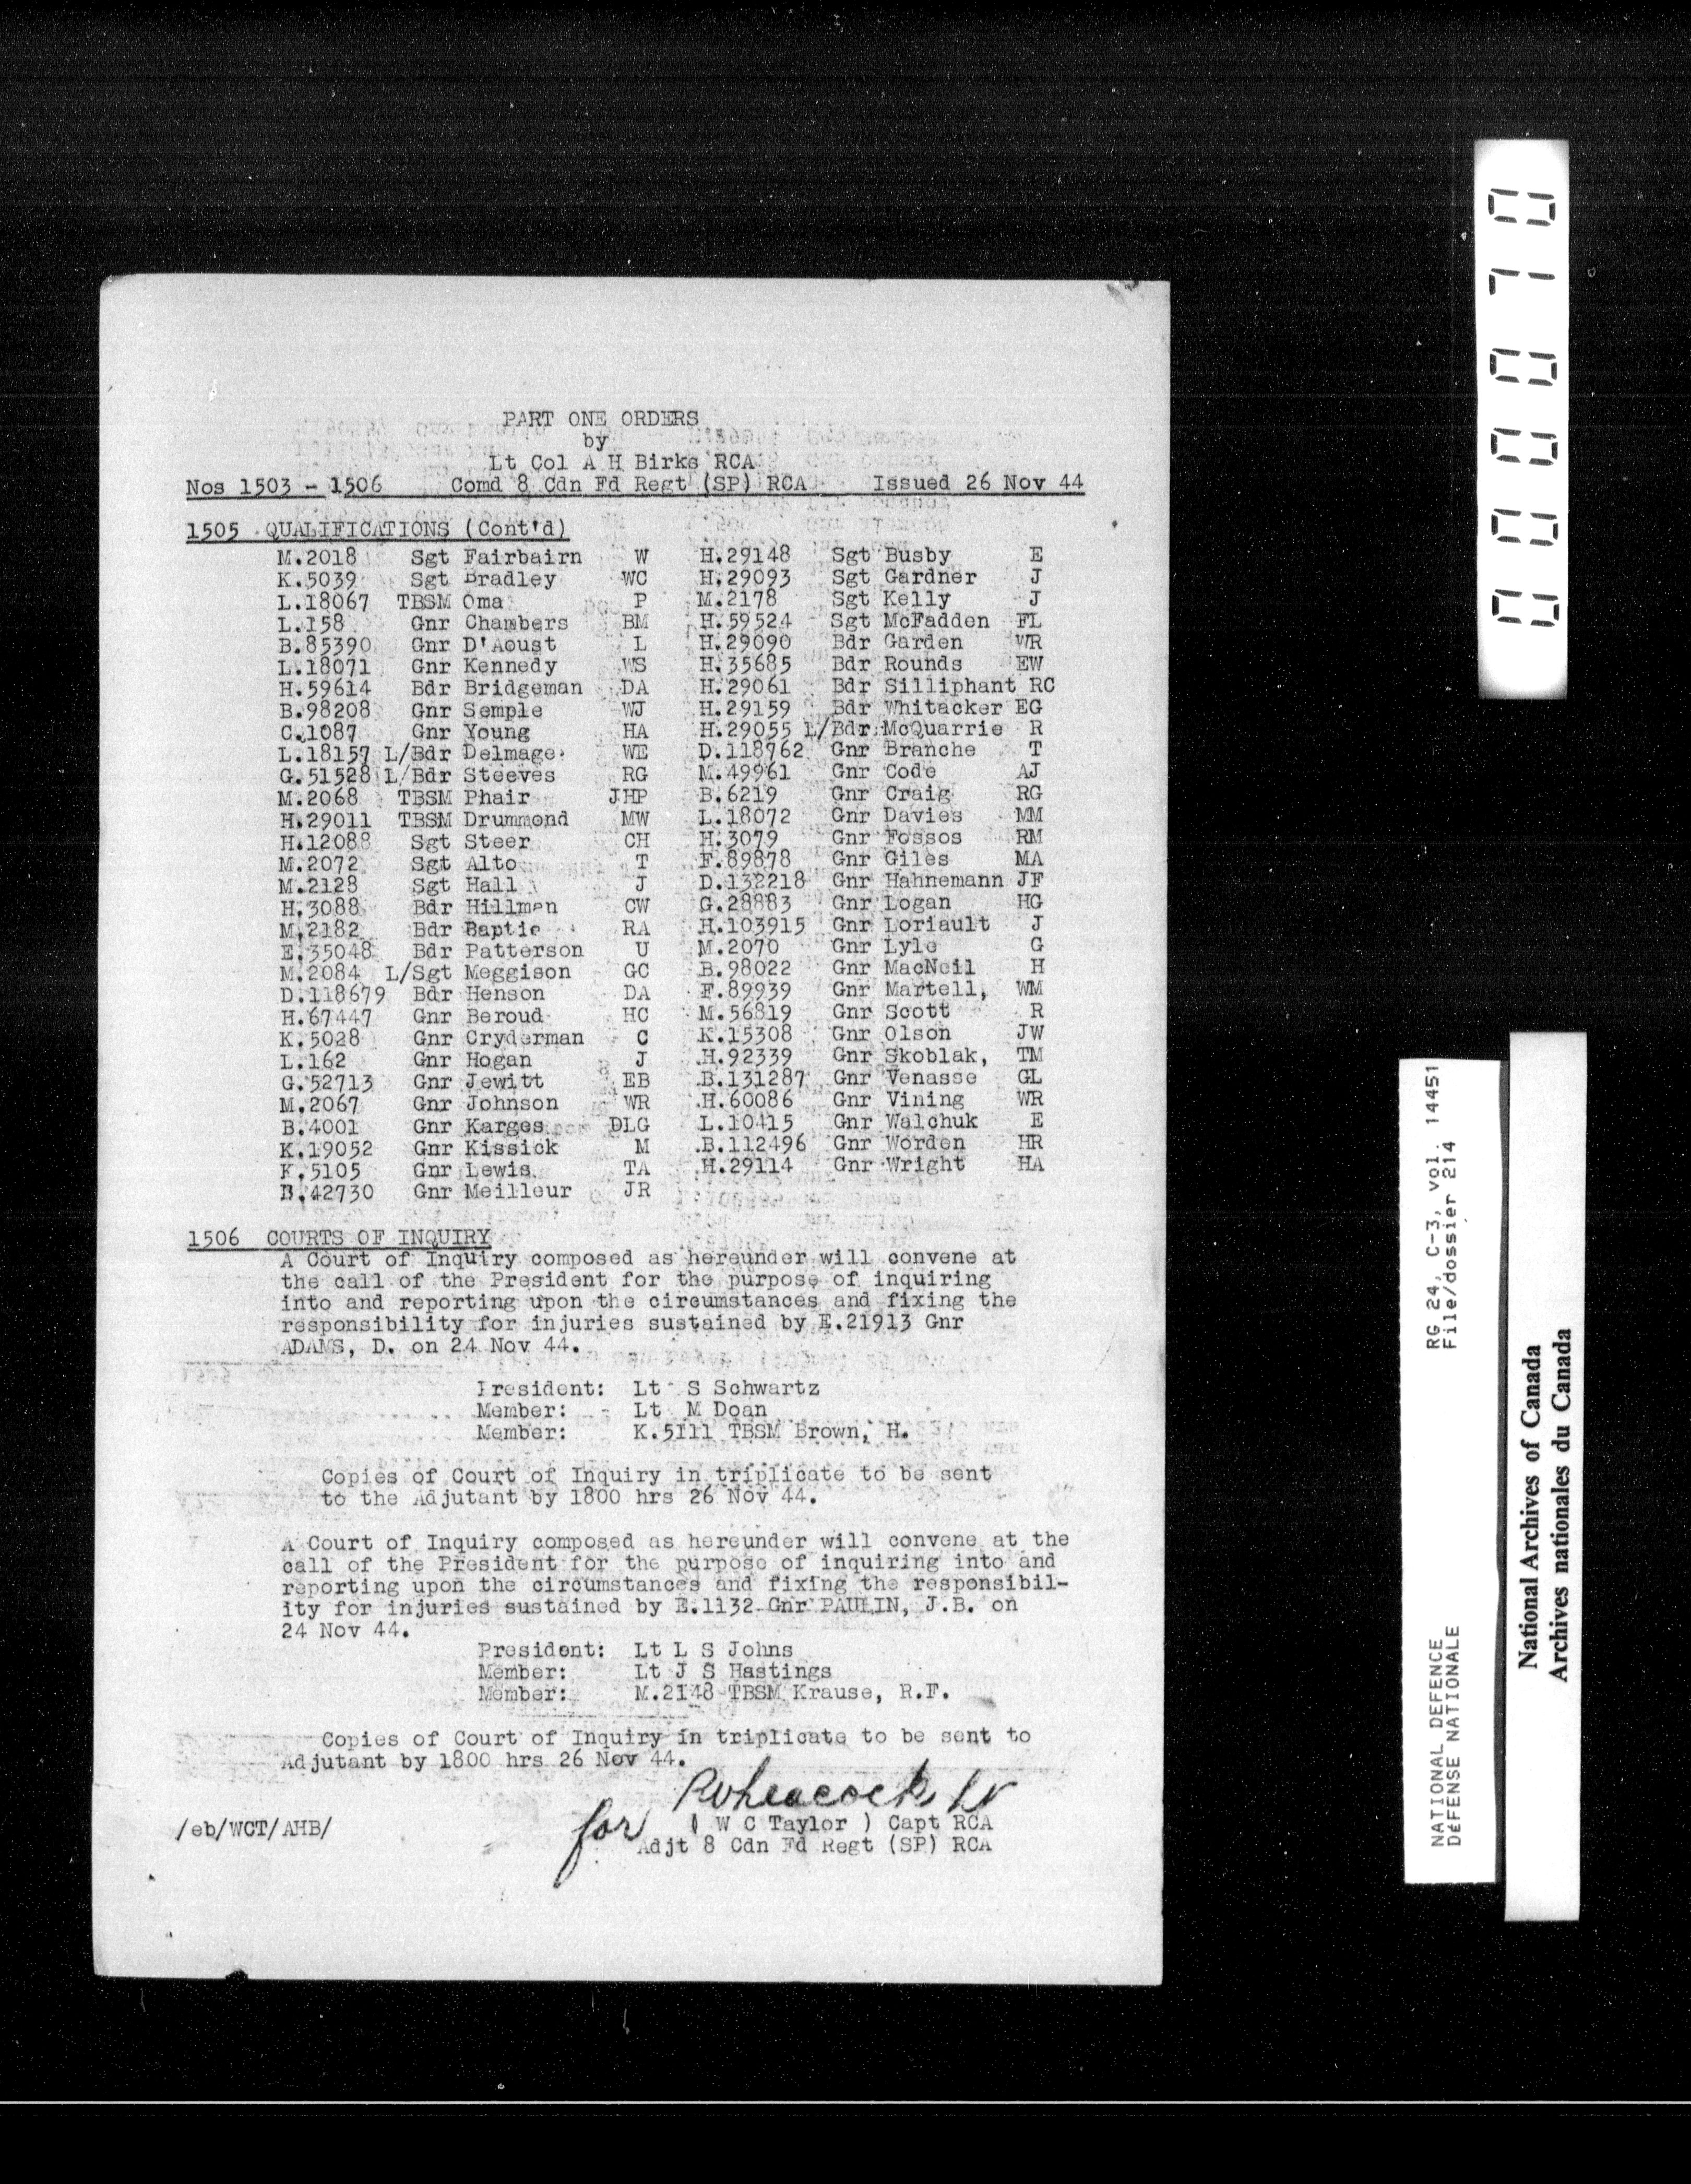 PART ONE ORDERS
by
Lt Col A H Birks RCA
Nos 1503 - 1506 Comd 8 Cdn Fd Regt (SP) RCA Issued 26 Nov 44
1505 QUALIFICATIONS (Cont'd)
M.2018 Sgt Fairbairn W H.29148 Sgt Busby E
K.5039 Sgt Bradley WC H.29093 Sgt Gardner J
L.18067 TBSM Oma P M.2178 Sgt Kelly J
L.158 Gnr Chambers BM H.59524 Sgt McFadden FL
B.85390 Gnr D'Aoust L H.29090 Bdr Garden WR
L.18071 Gnr Kennedy WS H.35685 Bdr Rounds EW
H.59614 Bdr Bridgeman DA H.29061 Bdr Silliphant RC
B.98208 Gnr Semple WJ H.29159 Bdr Whitacker EG
C.1087 Gnr Young HA H.29055 L/Bdr McQuarrie R
L.18157 L/Bdr Delmage WE D.118762 Gnr Branche T
G.51528 L/Bdr Steeves RG M.49961 Gnr Code AJ
M.2068 TBSM Phair JHP B.6219 Gnr Craig RG
H.29011 TBSM Drummond MW L.18072 Gnr Davies MM
H.12088 Sgt Steer CH H.3079 Gnr Fossos RM
M.2072 Sgt Alto T F.89878 Gnr Giles MA
M.2128 Sgt Hall J D.132218 Gnr Hahnemann JF
H.3088 Bdr Hillman CW G.28883 Gnr Logan HG
M.2182 Bdr Baptie RA H.103915 Gnr Loriault J
E.35048 Bdr Patterson U M.2070 Gnr Lyle G
M.2084 L/Sgt Meggison GC B.98022 Gnr MacNeil H
D.118679 Bdr Henson DA F.89939 Gnr Martell, WM
H.67447 Gnr Beroud HC M.56819 Gnr Scott R
K.5028 Gnr Cryderman C K.15308 Gnr Olson JW
L.162 Gnr Hogan J H.92339 Gnr Skoblak, TM
G.52713 Gnr Jewitt EB B.131287 Gnr Venasse GL
M.2067 Gnr Johnson WR H.60086 Gnr Vining WR
B.4001 Gnr Karges DLG L.10415 Gnr Walchuk E
K.19052 Gnr Kissick M B.112496 Gnr Worden HR
K.5105 Gnr Lewis TA H.29114 Gnr Wright HA
B.42730 Gnr Meilleur JR
1506 COURTS OF INQUIRY
A Court of Inquiry composed as hereunder will convene at
the call of the President for the purpose of inquiring
into and reporting upon the circumstances and fixing the
responsibility for injuries sustained by E.21913 Gnr
ADAMS, D. on 24 Nov 44.
President: Lt S Schwartz
Member: Lt M Doan
Member: K.5111 TBSM Brown, H.
Copies of Court of Inquiry in triplicate to be sent
to the Adjutant by 1800 hrs 26 Nov 44.
A Court of Inquiry composed as hereunder will convene at the
call of the President for the purpose of inquiring into and
reporting upon the circumstances and fixing the responsibil-
ity for injuries sustained by E.1132 Gnr PAULIN, J.B. on
24 Nov 44.
President: Lt L S Johns
Member: Lt J S Hastings
Member: M.2148 TBSM Krause, R.F.
Copies of Court of Inquiry in triplicate to be sent to
Adjutant by 1800 hrs 26 Nov 44.
for
/eb/WCT/AHB/ ( W C Taylor ) Capt RCA
Adjt 8 Cdn Fd Regt (SP) RCA
000070
NATIONAL DEFENCE RG 24, C-3, vol. 14451
DÉFENSE NATIONALE File/dossier 214
National Archives of Canada
Archives nationales du Canada